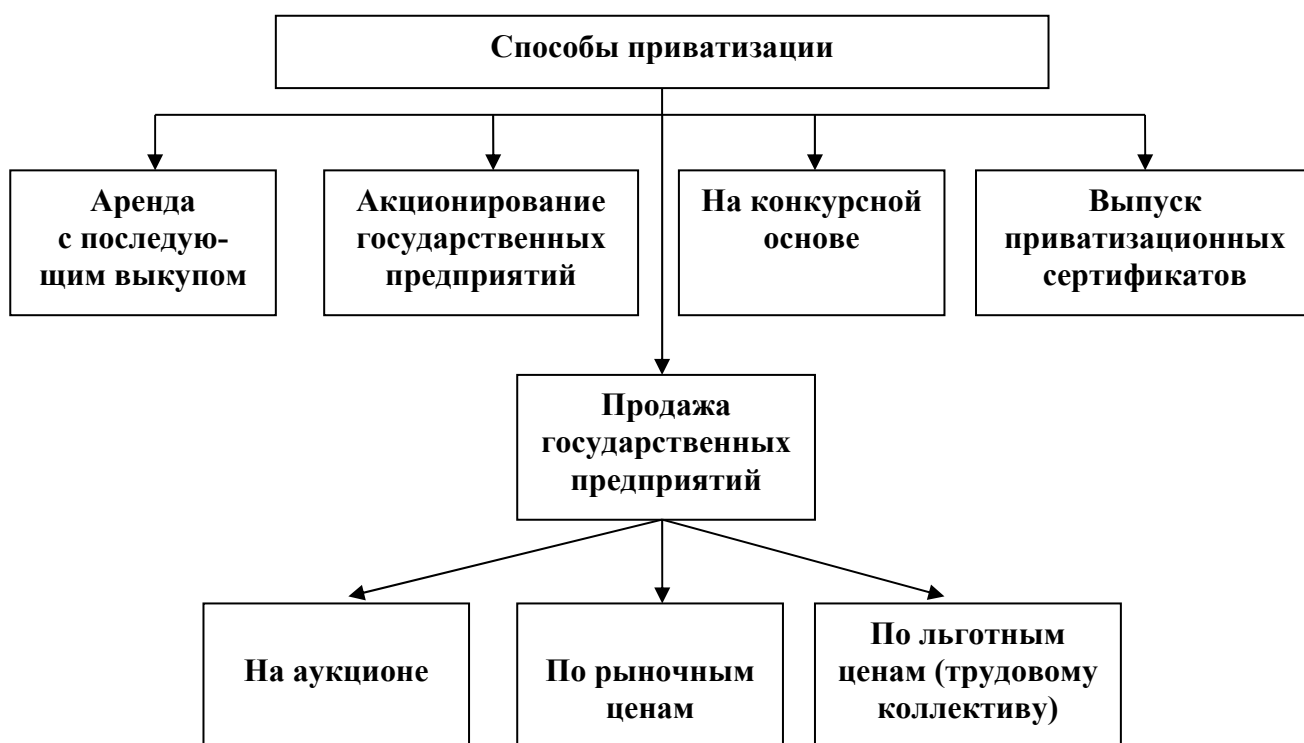 Способы приватизации
Аренда
с последую-
щим выкупом
Акционирование
государственных
предприятий
На конкурсной
основе
Выпуск
приватизационных
сертификатов
Продажа
государственных
предприятий
На аукционе
По рыночным
ценам
По льготным
ценам (трудовому
коллективу)